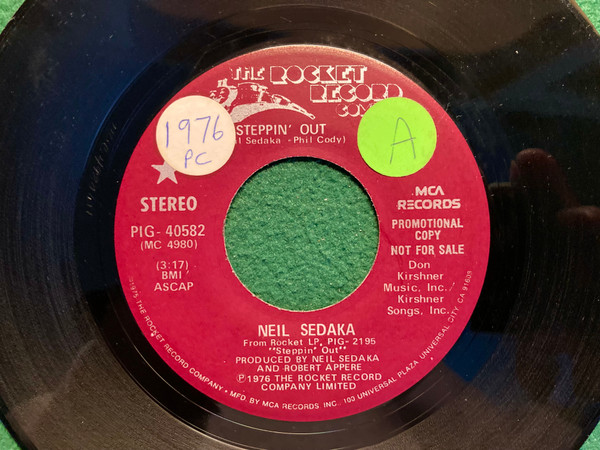 THE ROCKET
RECORD
STEPPIN' OUT
Sedaka - Phil Cody)
1976
PC
A
STEREO
PIG- 40582
(MC 4980)
(3:17)
BMI
ASCAP
MCA
RECORDS
PROMOTIONAL
COPY
NOT FOR SALE
Don
Kirshner
Music, Inc.
Kirshner
Songs, Inc.
NEIL SEDAKA
From Rocket LP, PIG- 2195
"Steppin' Out"
PRODUCED BY NEIL SEDAKA
AND ROBERT APPERE
℗1976 THE ROCKET RECORD
COMPANY LIMITED
©1975 THE ROCKET RECORD COMPANY • MFD. BY MCA RECORDS INC. 100 UNIVERSAL PLAZA UNIVERSAL CITY, CA 91608